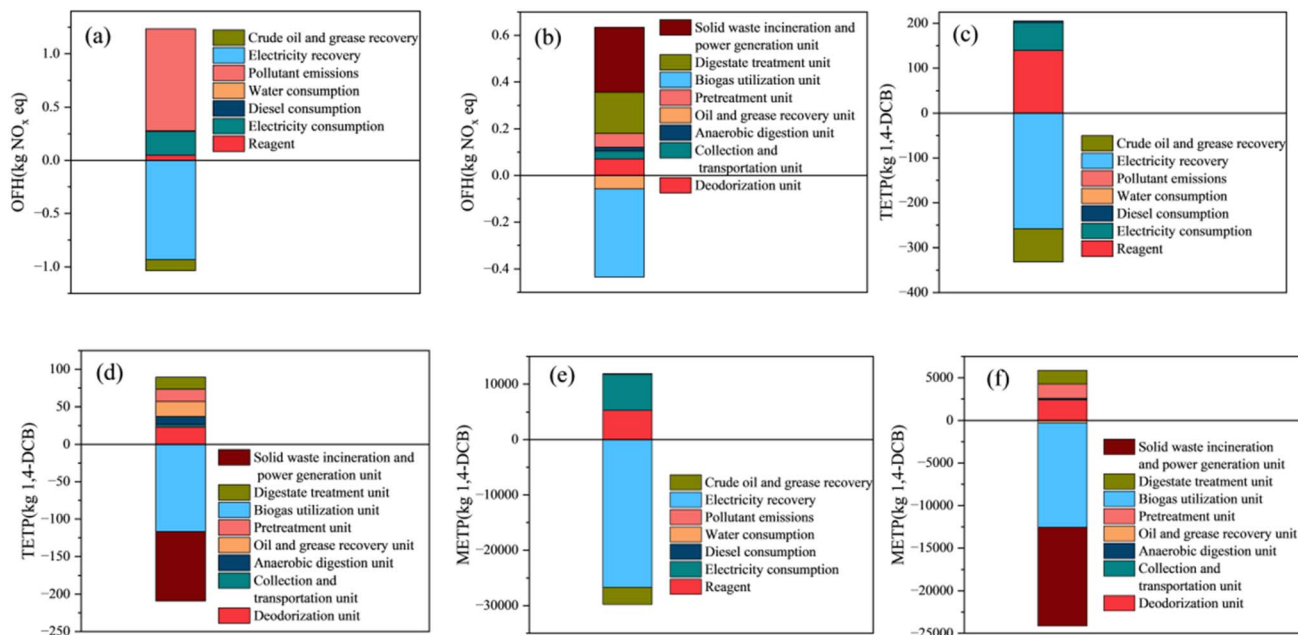 (a)
OFH(kg NOx eq)
1.0
0.5
0.0
−0.5
−1.0
Crude oil and grease recovery
Electricity recovery
Pollutant emissions
Water consumption
Diesel consumption
Electricity consumption
Reagent
(b)
OFH(kg NOx eq)
0.6
0.4
0.2
0.0
−0.2
−0.4
Solid waste incineration and
power generation unit
Digestate treatment unit
Biogas utilization unit
Pretreatment unit
Oil and grease recovery unit
Anaerobic digestion unit
Collection and
transportation unit
Deodorization unit
(c)
TETP(kg 1,4-DCB)
200
100
0
−100
−200
−300
−400
Crude oil and grease recovery
Electricity recovery
Pollutant emissions
Water consumption
Diesel consumption
Electricity consumption
Reagent
(d)
TETP(kg 1,4-DCB)
100
50
0
−50
−100
−150
−200
−250
Solid waste incineration and
power generation unit
Digestate treatment unit
Biogas utilization unit
Pretreatment unit
Oil and grease recovery unit
Anaerobic digestion unit
Collection and
transportation unit
Deodorization unit
(e)
METP(kg 1,4-DCB)
10000
0
−10000
−20000
−30000
Crude oil and grease recovery
Electricity recovery
Pollutant emissions
Water consumption
Diesel consumption
Electricity consumption
Reagent
(f)
METP(kg 1,4-DCB)
5000
0
−5000
−10000
−15000
−20000
−25000
Solid waste incineration
and power generation unit
Digestate treatment unit
Biogas utilization unit
Pretreatment unit
Oil and grease recovery unit
Anaerobic digestion unit
Collection and
transportation unit
Deodorization unit